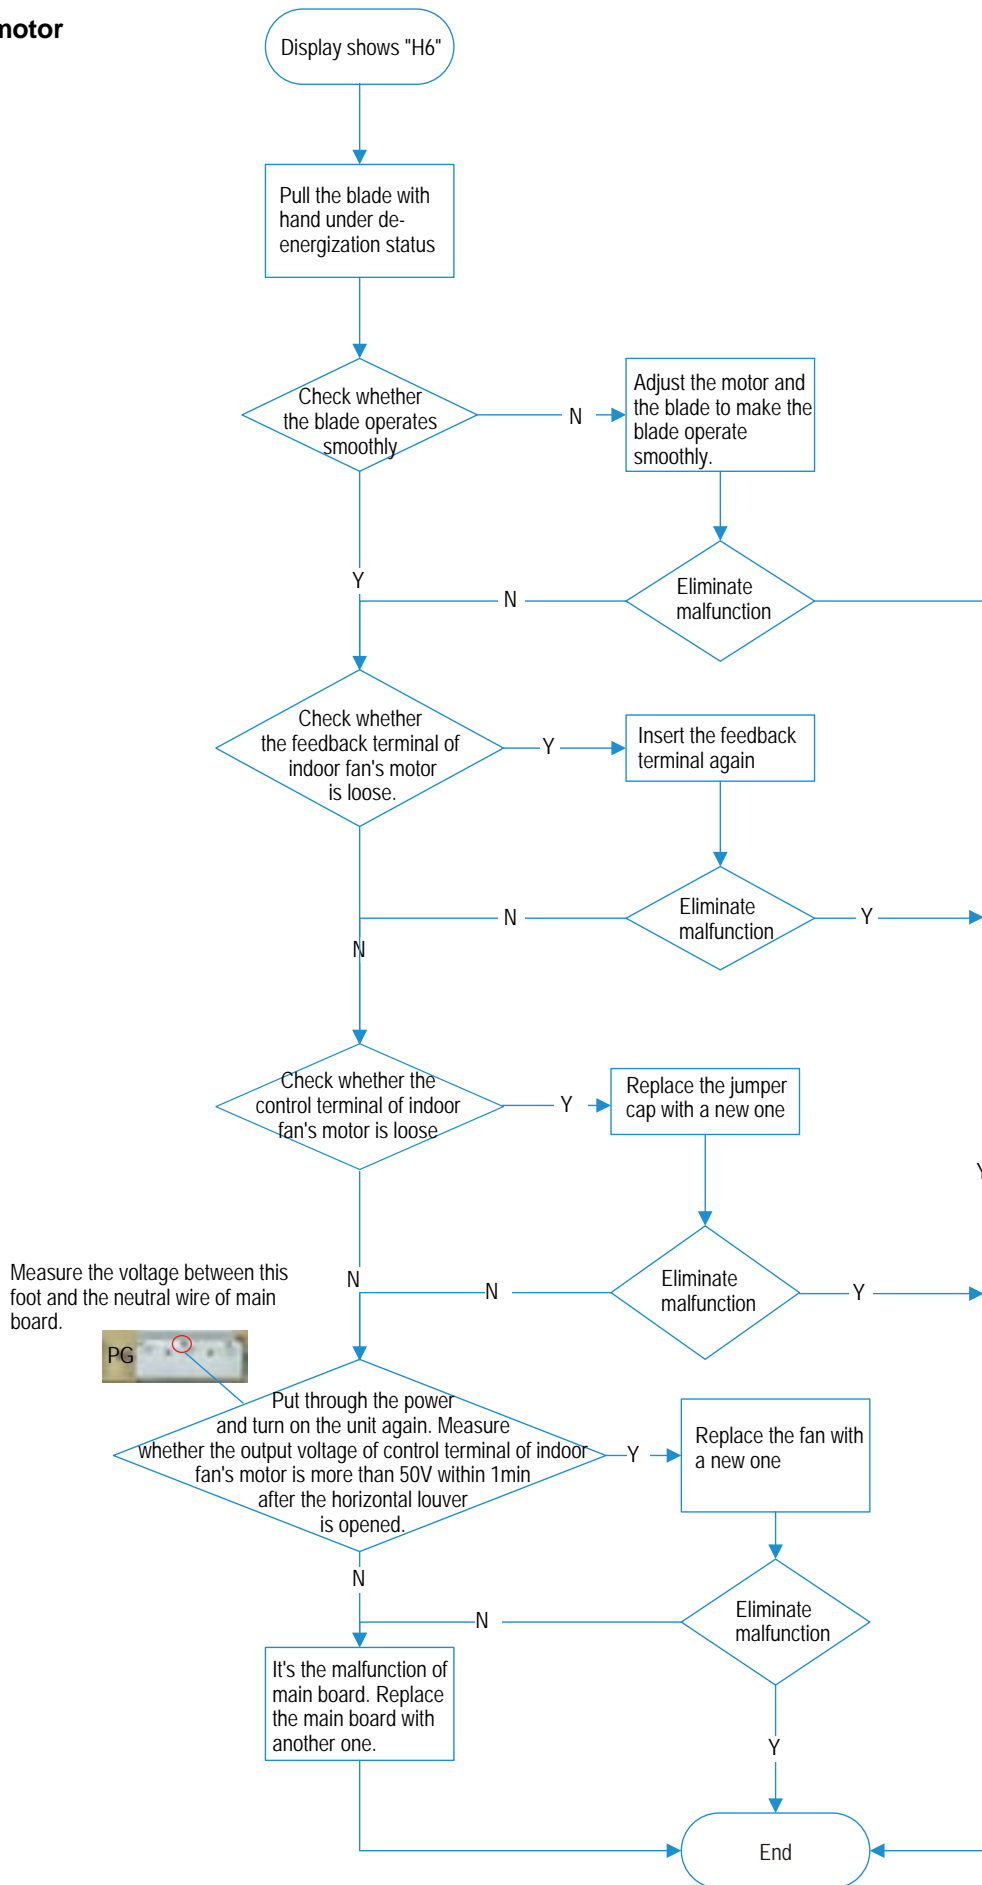 motor
Display shows "H6"
Pull the blade with
hand under de-
energization status
Check whether
the blade operates
smoothly
N
Adjust the motor and
the blade to make the
blade operate
smoothly.
Y
N
Eliminate
malfunction
Check whether
the feedback terminal of
indoor fan's motor
is loose.
Y
Insert the feedback
terminal again
N
Eliminate
malfunction
Y
N
Check whether the
control terminal of indoor
fan's motor is loose
Y
Replace the jumper
cap with a new one
Y
N
N
Eliminate
malfunction
Y
Measure the voltage between this
foot and the neutral wire of main
board.
PG
Put through the power
and turn on the unit again. Measure
whether the output voltage of control terminal of indoor
fan's motor is more than 50V within 1min
after the horizontal louver
is opened.
Y
Replace the fan with
a new one
N
N
Eliminate
malfunction
It's the malfunction of
main board. Replace
the main board with
another one.
Y
End